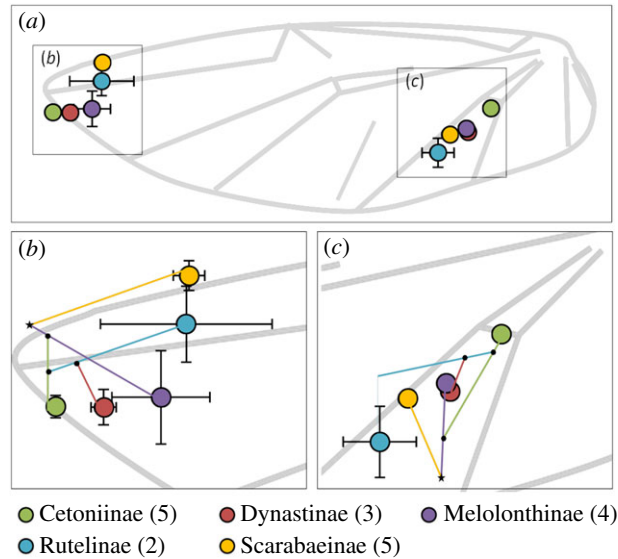 (a)
(b)
(c)
(b)
(c)
Cetoniinae (5) Dynastinae (3) Melolonthinae (4)
Rutelinae (2) Scarabaeinae (5)